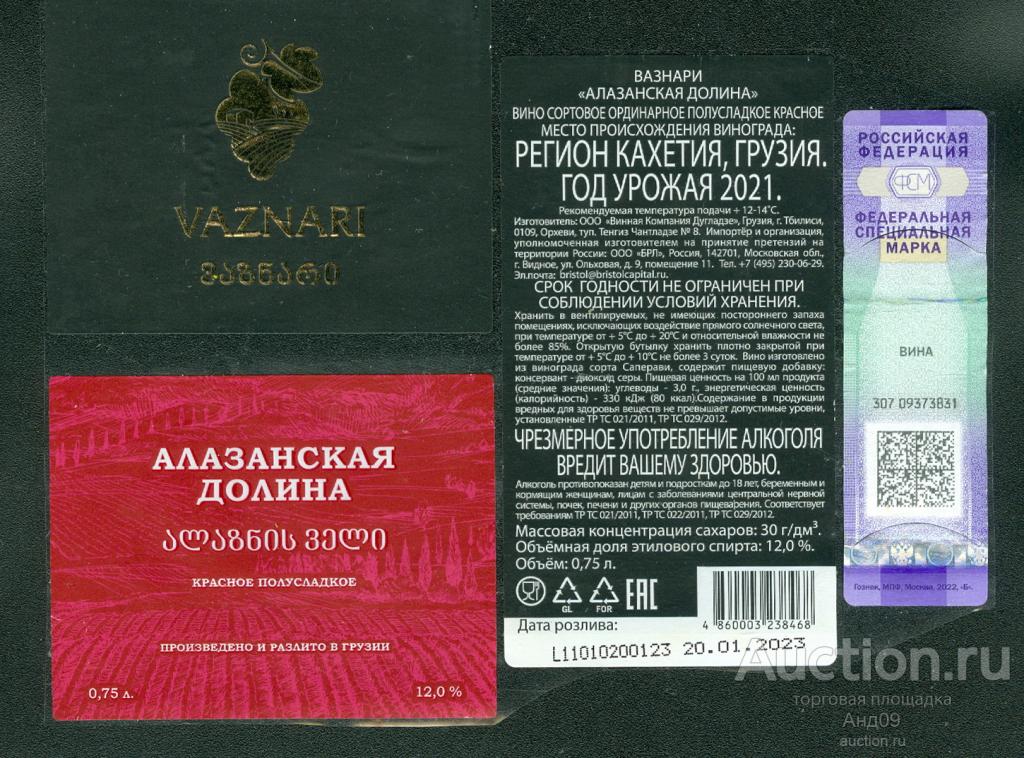 VAZNARI
ვაზნარი
АЛАЗАНСКАЯ
ДОЛИНА
ალაზნის ველი
КРАСНОЕ ПОЛУСЛАДКОЕ
ПРОИЗВЕДЕНО И РАЗЛИТО В ГРУЗИИ
0,75 л.
12,0 %
ВАЗНАРИ
«АЛАЗАНСКАЯ ДОЛИНА»
ВИНО СОРТОВОЕ ОРДИНАРНОЕ ПОЛУСЛАДКОЕ КРАСНОЕ
МЕСТО ПРОИСХОЖДЕНИЯ ВИНОГРАДА:
РЕГИОН КАХЕТИЯ, ГРУЗИЯ.
ГОД УРОЖАЯ 2021.
Рекомендуемая температура подачи + 12-14˚С.
Изготовитель: ООО «Винная Компания Дугладзе», Грузия, г. Тбилиси,
0109, Орхеви, туп. Тенгиз Чантладзе № 8. Импортёр и организация,
уполномоченная изготовителем на принятие претензий на
территории России: ООО «БРЛ», Россия, 142701, Московская обл.,
г. Видное, ул. Ольховая, д. 9, помещение 11. Тел. +7 (495) 230-06-29.
Эл.почта: bristol@bristolcapital.ru.
СРОК ГОДНОСТИ НЕ ОГРАНИЧЕН ПРИ
СОБЛЮДЕНИИ УСЛОВИЙ ХРАНЕНИЯ.
Хранить в вентилируемых, не имеющих постороннего запаха
помещениях, исключающих воздействие прямого солнечного света,
при температуре от + 5°С до + 20°С и относительной влажности не
более 85%. Открытую бутылку хранить плотно закрытой при
температуре от + 5°С до + 10°С не более 3 суток. Вино изготовлено
из винограда сорта Саперави, содержит пищевую добавку:
консервант - диоксид серы. Пищевая ценность на 100 мл продукта
(средние значения): углеводы - 3,0 г., энергетическая ценность
(калорийность) - 330 кДж (80 ккал).Содержание в продукции
вредных для здоровья веществ не превышает допустимые уровни,
установленные ТР ТС 021/2011, ТР ТС 029/2012.
ЧРЕЗМЕРНОЕ УПОТРЕБЛЕНИЕ АЛКОГОЛЯ
ВРЕДИТ ВАШЕМУ ЗДОРОВЬЮ.
Алкоголь противопоказан детям и подросткам до 18 лет, беременным и
кормящим женщинам, лицам с заболеваниями центральной нервной
системы, почек, печени и других органов пищеварения. Соответствует
требованиям ТР ТС 021/2011, ТР ТС 022/2011, ТР ТС 029/2012.
Массовая концентрация сахаров: 30 г/дм³.
Объёмная доля этилового спирта: 12,0 %.
Объём: 0,75 л.
GL
FOR
EAC
4 860003 238468
Дата розлива:
L11010200123 20.01.2023
РОССИЙСКАЯ
ФЕДЕРАЦИЯ
ФСМ
ФЕДЕРАЛЬНАЯ
СПЕЦИАЛЬНАЯ
МАРКА
ВИНА
307 09373831
Гознак, МПФ, Москва, 2022, «Б».
Auction.ru
торговая площадка
Анд09
auction.ru